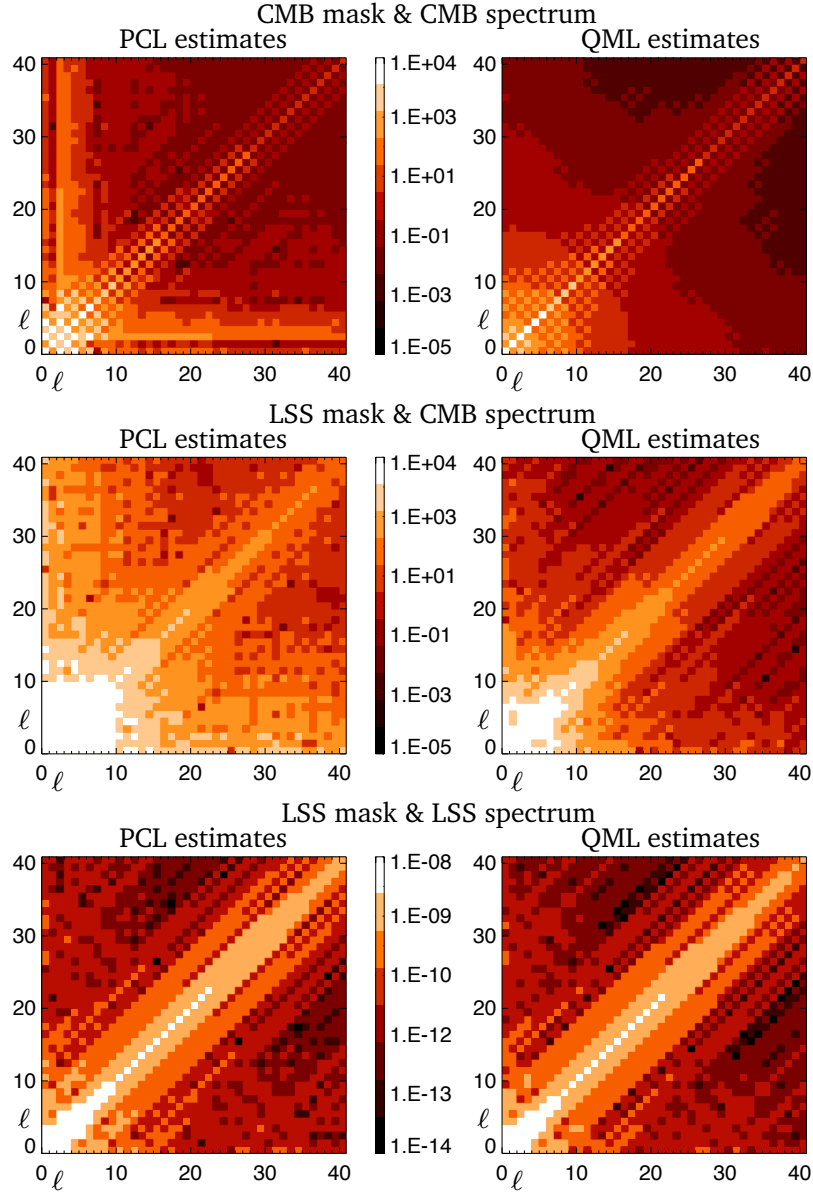 CMB mask & CMB spectrum
PCL estimates
QML estimates
40
30
20
10
ℓ
0
0
ℓ
10
20
30
40
1.E+04
1.E+03
1.E+01
1.E-01
1.E-03
1.E-05
40
30
20
10
ℓ
0
0
ℓ
10
20
30
40
LSS mask & CMB spectrum
PCL estimates
QML estimates
40
30
20
10
ℓ
0
0
ℓ
10
20
30
40
1.E+04
1.E+03
1.E+01
1.E-01
1.E-03
1.E-05
40
30
20
10
ℓ
0
0
ℓ
10
20
30
40
LSS mask & LSS spectrum
PCL estimates
QML estimates
40
30
20
10
ℓ
0
0
ℓ
10
20
30
40
1.E-08
1.E-09
1.E-10
1.E-12
1.E-13
1.E-14
40
30
20
10
ℓ
0
0
ℓ
10
20
30
40